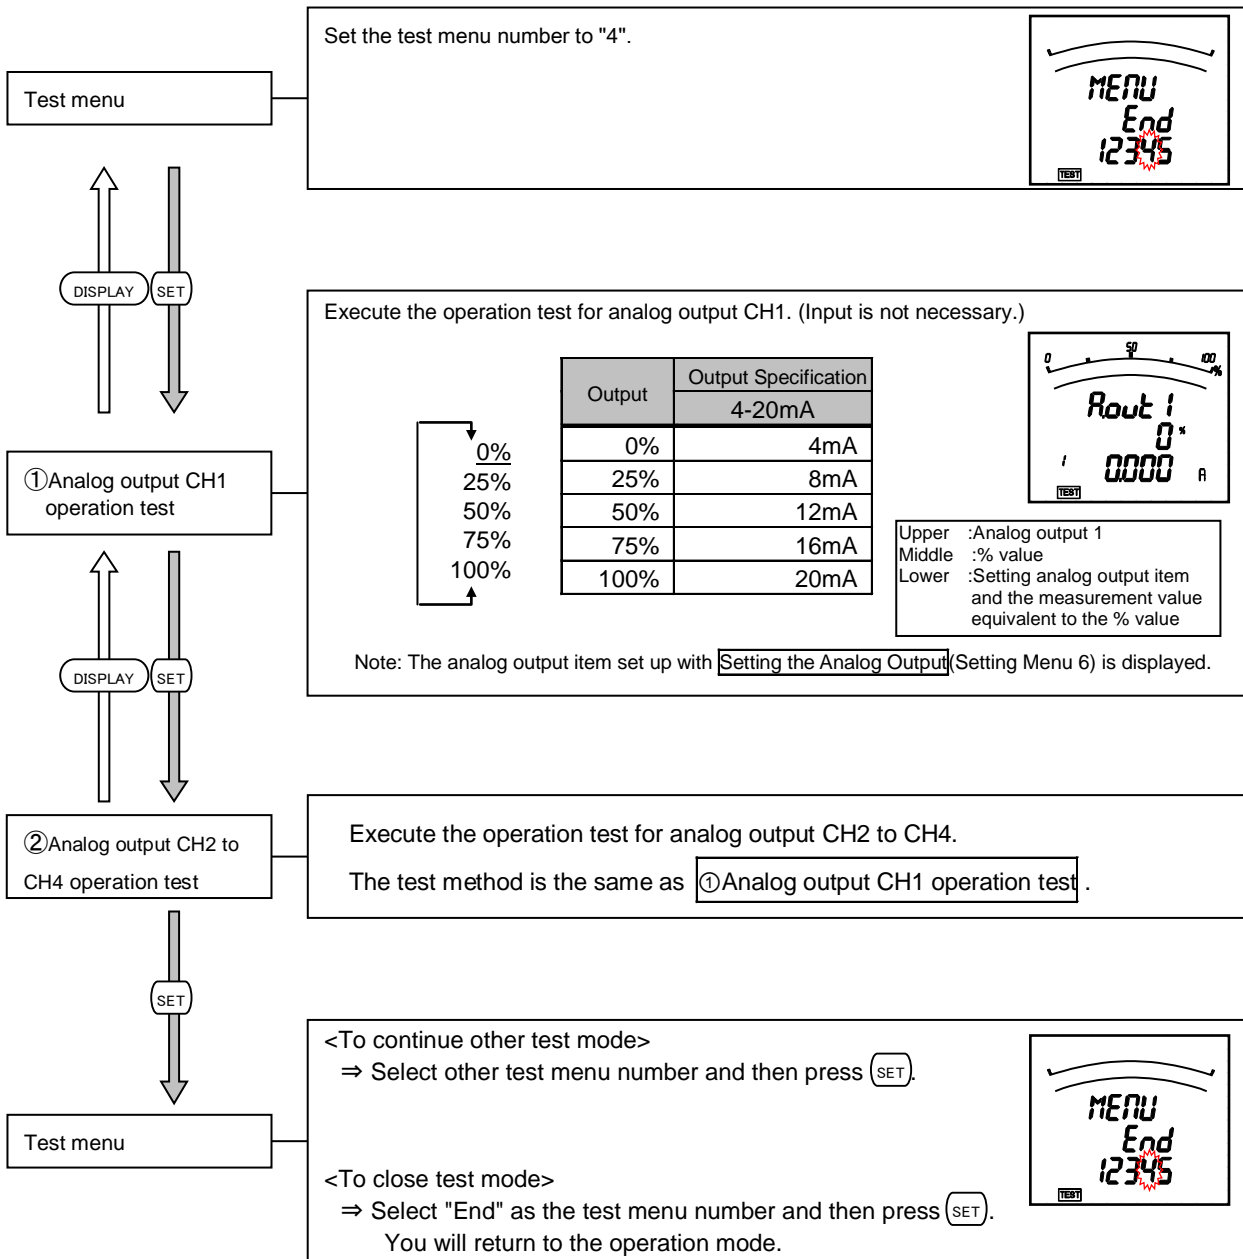 Test menu
Set the test menu number to "4".
MENU
End
12345
TEST
DISPLAY SET
①Analog output CH1
operation test
Execute the operation test for analog output CH1. (Input is not necessary.)
0%
25%
50%
75%
100%
Output Output Specification
4-20mA
0% 4mA
25% 8mA
50% 12mA
75% 16mA
100% 20mA
0 50 100
%
A.out 1
0 %
1 0.000 A
TEST
Upper :Analog output 1
Middle :% value
Lower :Setting analog output item
and the measurement value
equivalent to the % value
Note: The analog output item set up with Setting the Analog Output(Setting Menu 6) is displayed.
DISPLAY SET
②Analog output CH2 to
CH4 operation test
Execute the operation test for analog output CH2 to CH4.
The test method is the same as ①Analog output CH1 operation test .
SET
Test menu
<To continue other test mode>
⇒ Select other test menu number and then press SET.
<To close test mode>
⇒ Select "End" as the test menu number and then press SET.
You will return to the operation mode.
MENU
End
12345
TEST